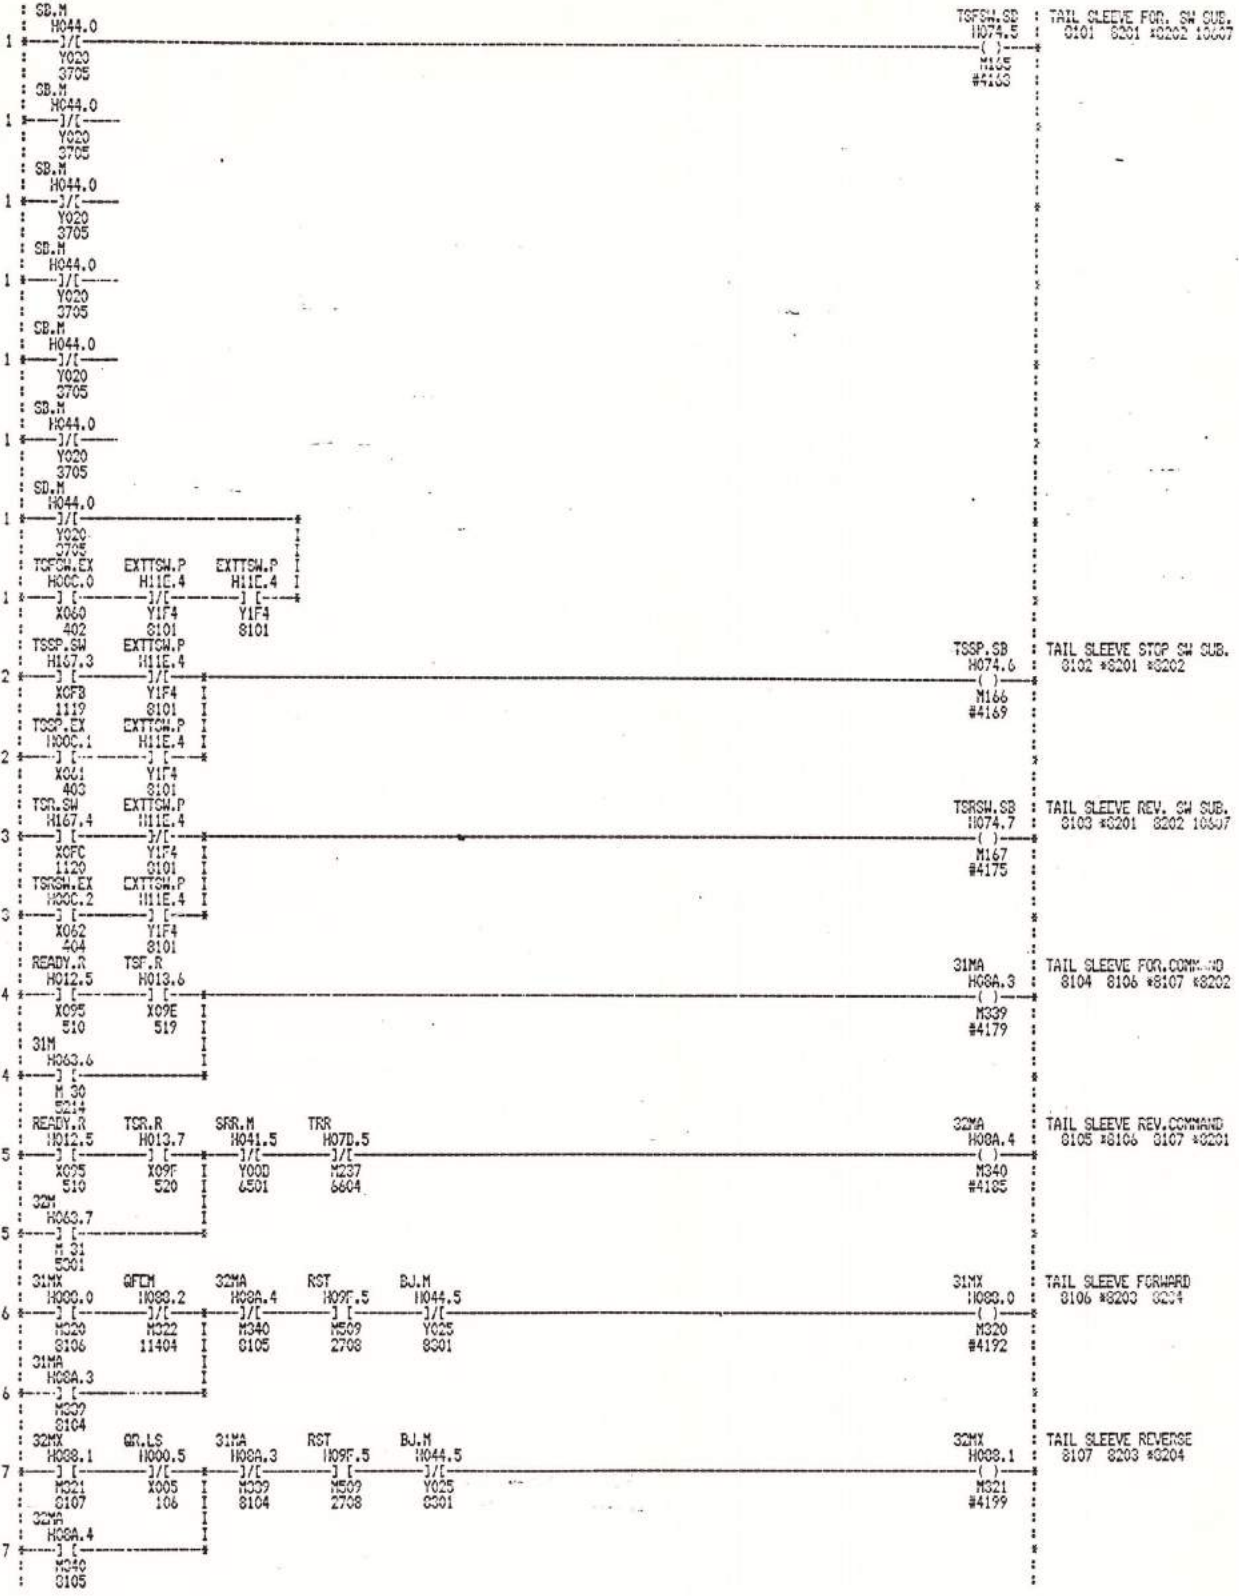 SB.M TSFSW.SB : TAIL SLEEVE FOR. SW SUB.
H044.0 H074.5 8101 8201 *8202 10607
1 ]/[ ( )
Y020 M165
3705 #4163
SB.M
H044.0
1 ]/[
Y020
3705
SB.M
H044.0
1 ]/[
Y020
3705
SB.M
H044.0
1 ]/[
Y020
3705
SB.M
H044.0
1 ]/[
Y020
3705
SB.M
H044.0
1 ]/[
Y020
3705
SB.M
H044.0
1 ]/[
Y020
3705
TSFSW.EX EXTTSW.P EXTTSW.P
H00C.0 H11E.4 H11E.4
1 ] [ ]/[ ] [
X060 Y1F4 Y1F4
402 8101 8101
TSSP.SW EXTTSW.P TSSP.SB : TAIL SLEEVE STOP SW SUB.
H167.3 H11E.4 H074.6 8102 *8201 *8202
2 ] [ ]/[ ( )
X0FB Y1F4 M166
1119 8101 #4169
TSSP.EX EXTTSW.P
H00C.1 H11E.4
2 ] [ ] [
X061 Y1F4
403 8101
TSR.SW EXTTSW.P TSRSW.SB : TAIL SLEEVE REV. SW SUB.
H167.4 H11E.4 H074.7 8103 *8201 8202 10607
3 ] [ ]/[ ( )
X0FC Y1F4 M167
1120 8101 #4175
TSRSW.EX EXTTSW.P
H00C.2 H11E.4
3 ] [ ] [
X062 Y1F4
404 8101
READY.R TSF.R 31MA : TAIL SLEEVE FOR.COMMAND
H012.5 H013.6 H08A.3 8104 8106 *8107 *8202
4 ] [ ] [ ( )
X095 X09E M339
510 519 #4179
31M
H063.6
4 ] [
M 30
5214
READY.R TSR.R SRR.M TRR 32MA : TAIL SLEEVE REV.COMMAND
H012.5 H013.7 H041.5 H07D.5 H08A.4 8105 *8106 8107 *8201
5 ] [ ] [ ]/[ ]/[ ( )
X095 X09F Y00D M237 M340
510 520 6501 6604 #4185
32M
H063.7
5 ] [
M 31
5301
31MX QFEM 32MA RST BJ.M 31MX : TAIL SLEEVE FORWARD
H088.0 H088.2 H08A.4 H09F.5 H044.5 H088.0 8106 *8203 8204
6 ] [ ]/[ ]/[ ] [ ]/[ ( )
M320 M322 M340 M509 Y025 M320
8106 11404 8105 2708 8301 #4192
31MA
H08A.3
6 ] [
M339
8104
32MX QR.LS 31MA RST BJ.M 32MX : TAIL SLEEVE REVERSE
H088.1 H000.5 H08A.3 H09F.5 H044.5 H088.1 8107 8203 *8204
7 ] [ ]/[ ]/[ ] [ ]/[ ( )
M321 X005 M339 M509 Y025 M321
8107 106 8104 2708 8301 #4199
32MA
H08A.4
7 ] [
M340
8105